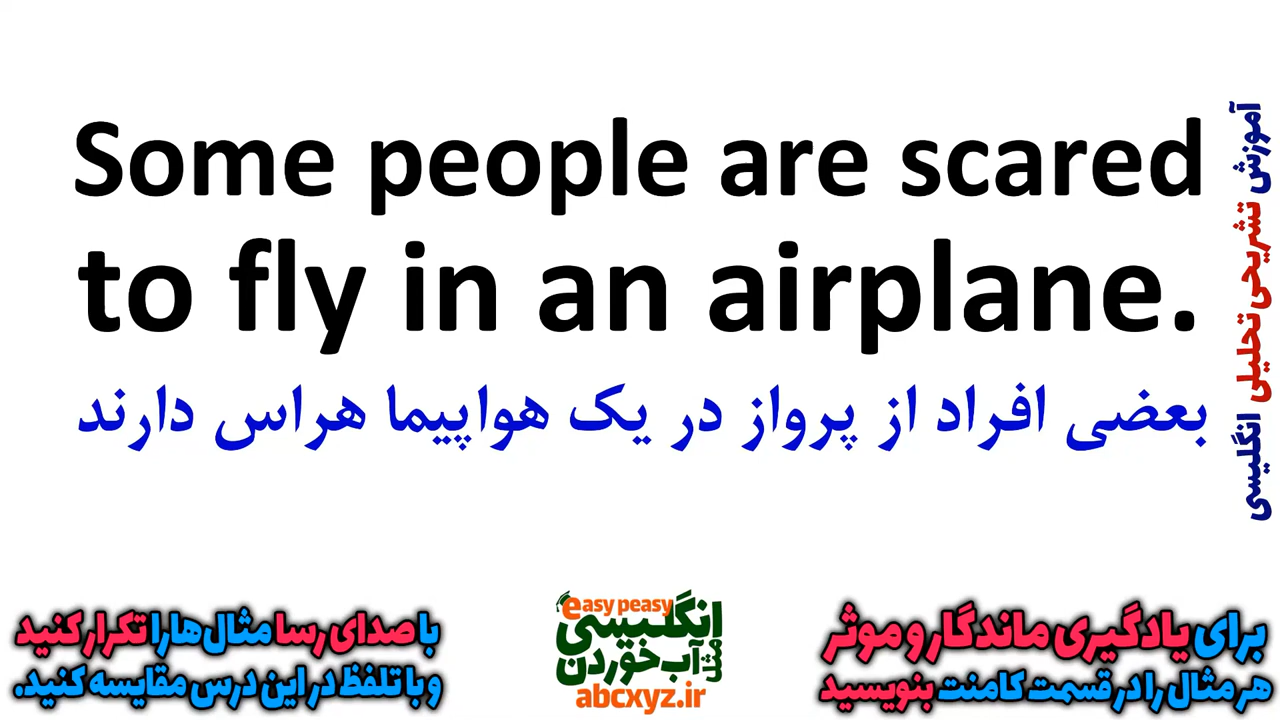 Some people are scared
to fly in an airplane.
بعضی افراد از پرواز در یک هواپیما هراس دارند
آموزش تشریحی تحلیلی انگلیسی
برای یادگیری ماندگار و موثر
هر مثال را در قسمت کامنت بنویسید
easy peasy
انگلیسی
مثل آب خوردن
abcxyz.ir
با صدای رسا مثال‌ها را تکرار کنید
و با تلفظ در این درس مقایسه کنید.